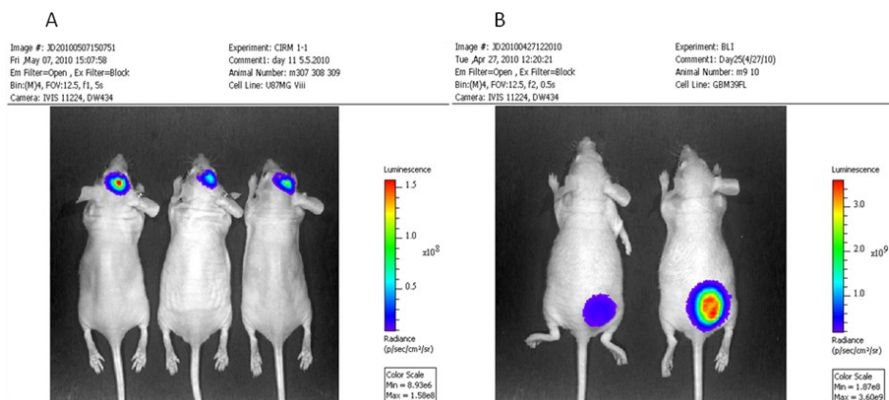 A
Image #: JD20100507150751
Fri ,May 07, 2010 15:07:58
Em Filter=Open , Ex Filter=Block
Bin:(M)4, FOV:12.5, f1, 5s
Camera: IVIS 11224, DW434
Experiment: CIRM 1-1
Comment1: day 11 5.5.2010
Animal Number: m307 308 309
Cell Line: U87MG Viii
Luminescence
1.5
1.0
x10⁸
0.5
Radiance
(p/sec/cm²/sr)
Color Scale
Min = 8.93e6
Max = 1.58e8
B
Image #: JD20100427122010
Tue ,Apr 27, 2010 12:20:21
Em Filter=Open , Ex Filter=Block
Bin:(M)4, FOV:12.5, f2, 0.5s
Camera: IVIS 11224, DW434
Experiment: BLI
Comment1: Day25(4/27/10)
Animal Number: m9 10
Cell Line: GBM39FL
Luminescence
3.0
2.0
x10⁹
1.0
Radiance
(p/sec/cm²/sr)
Color Scale
Min = 1.87e8
Max = 3.60e9